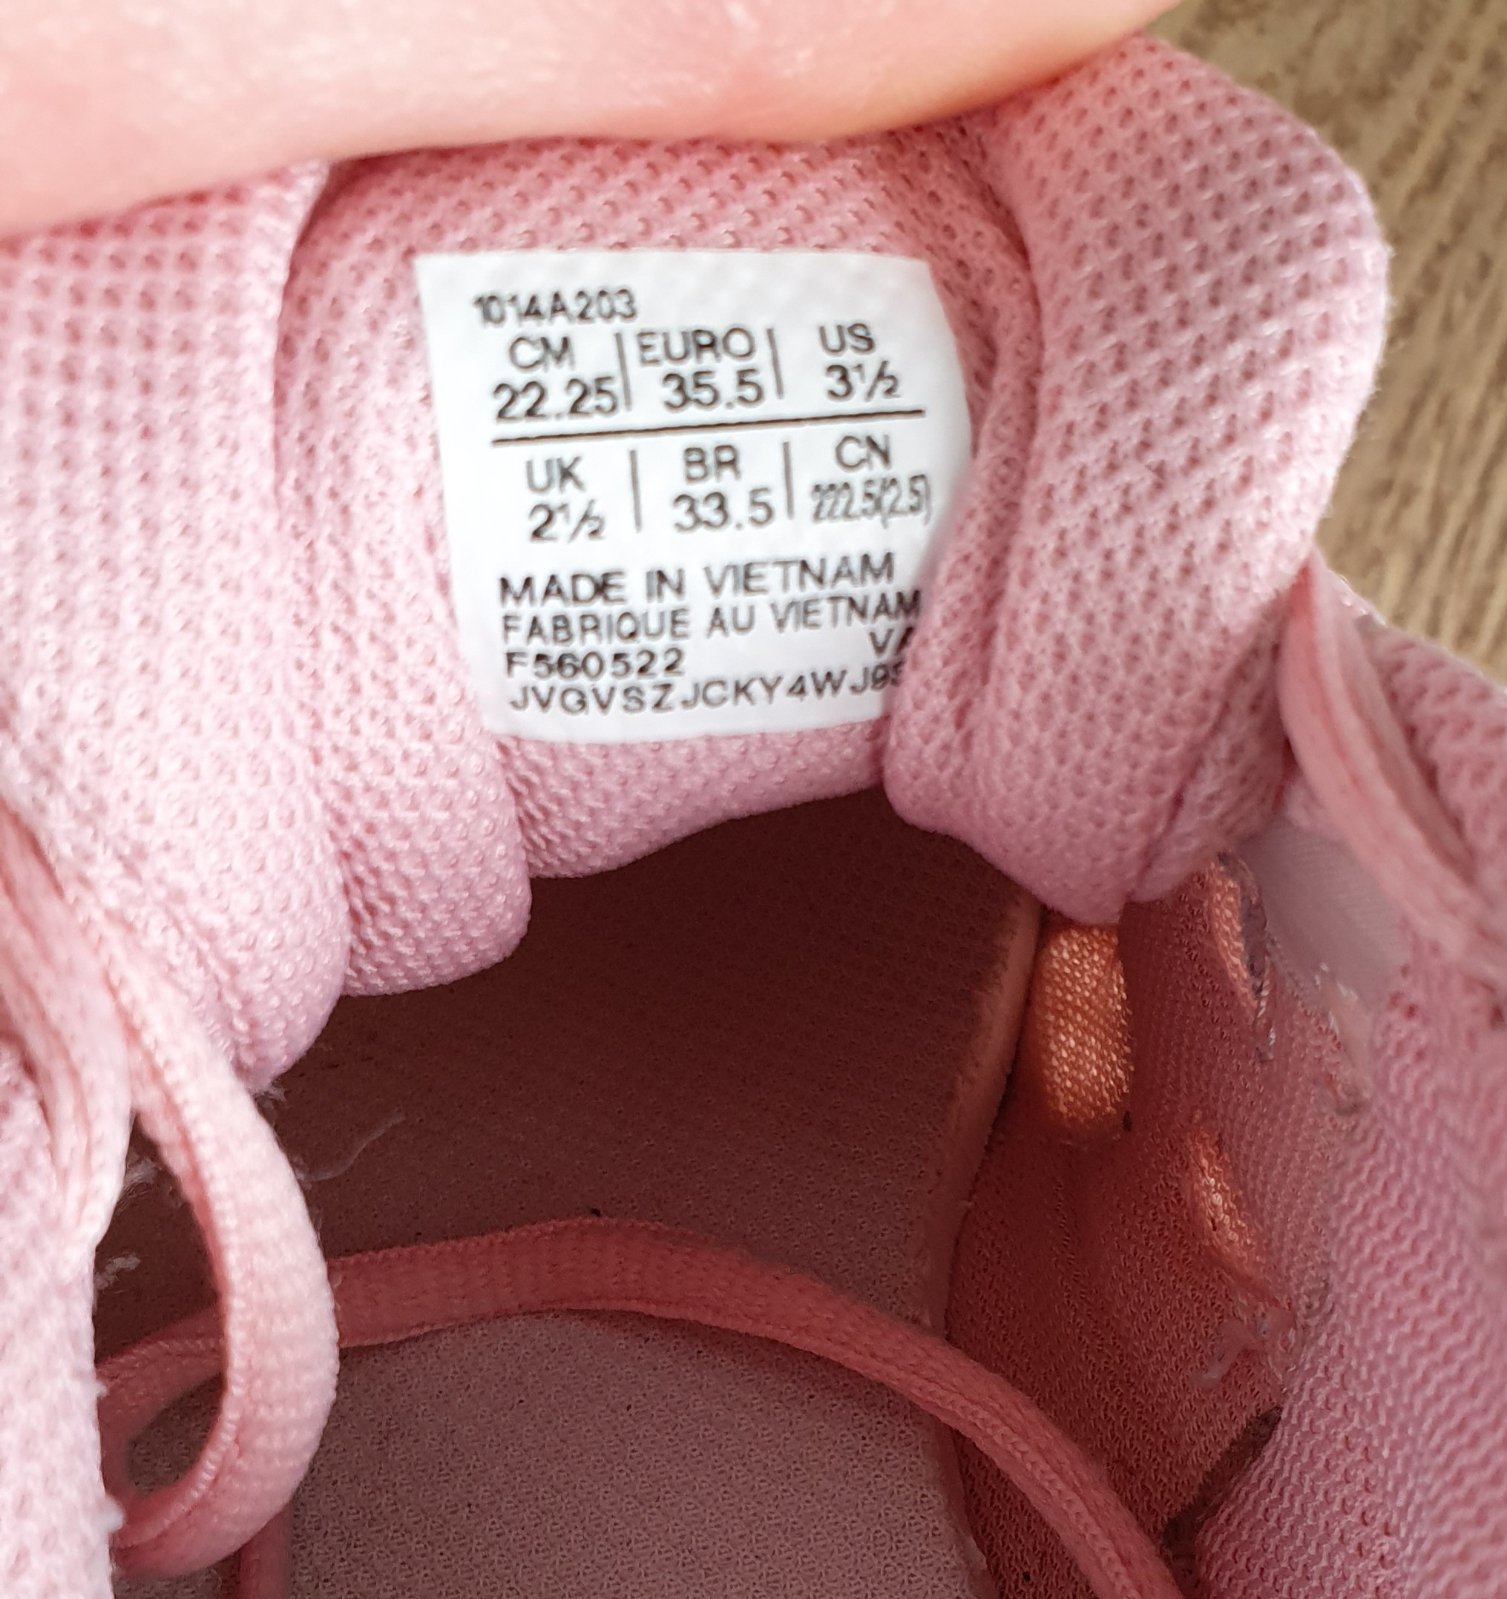 1014A203
CM | EURO | US
22.25 | 35.5 | 3½
UK | BR | CN
2½ | 33.5 | 222.5(2.5)
MADE IN VIETNAM
FABRIQUE AU VIETNAM
F560522 VA
JVGVSZJCKY4WJ9